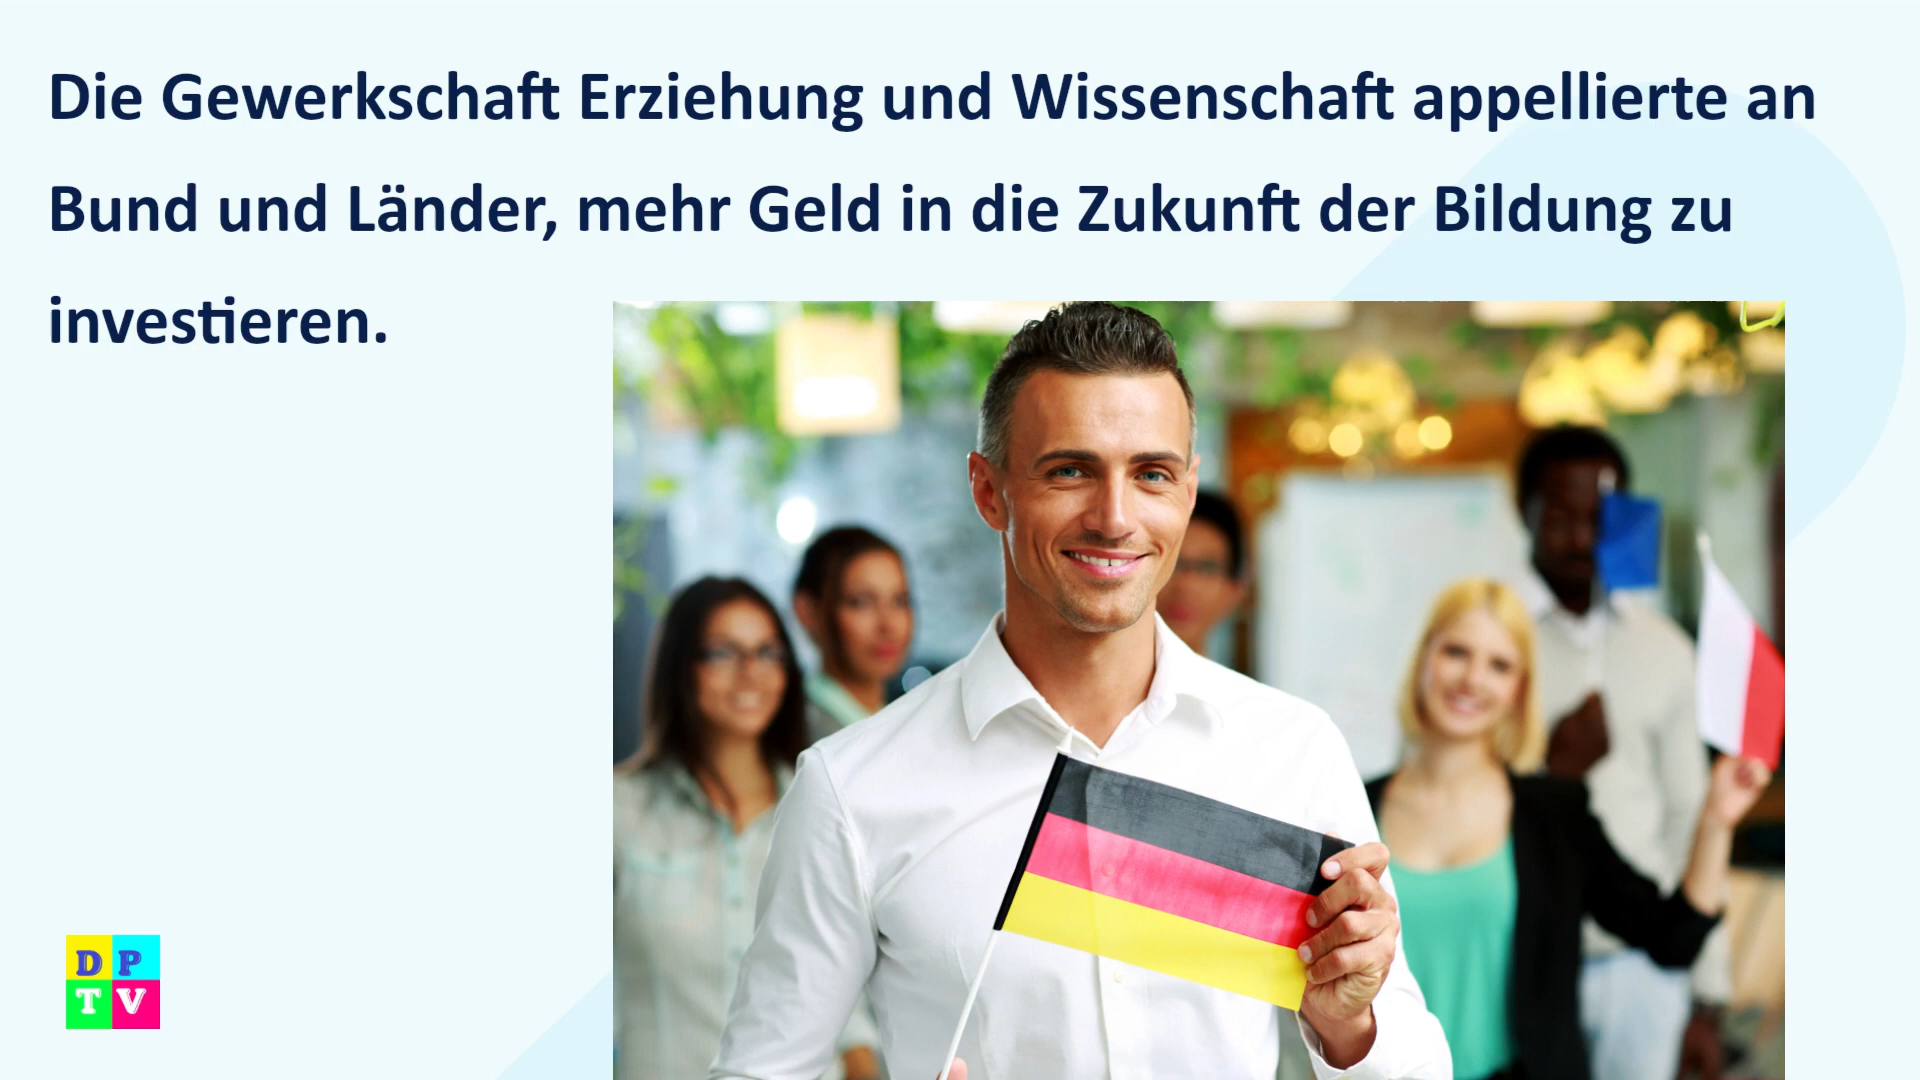 Die Gewerkschaft Erziehung und Wissenschaft appellierte an
Bund und Länder, mehr Geld in die Zukunft der Bildung zu
investieren.
D P
T V